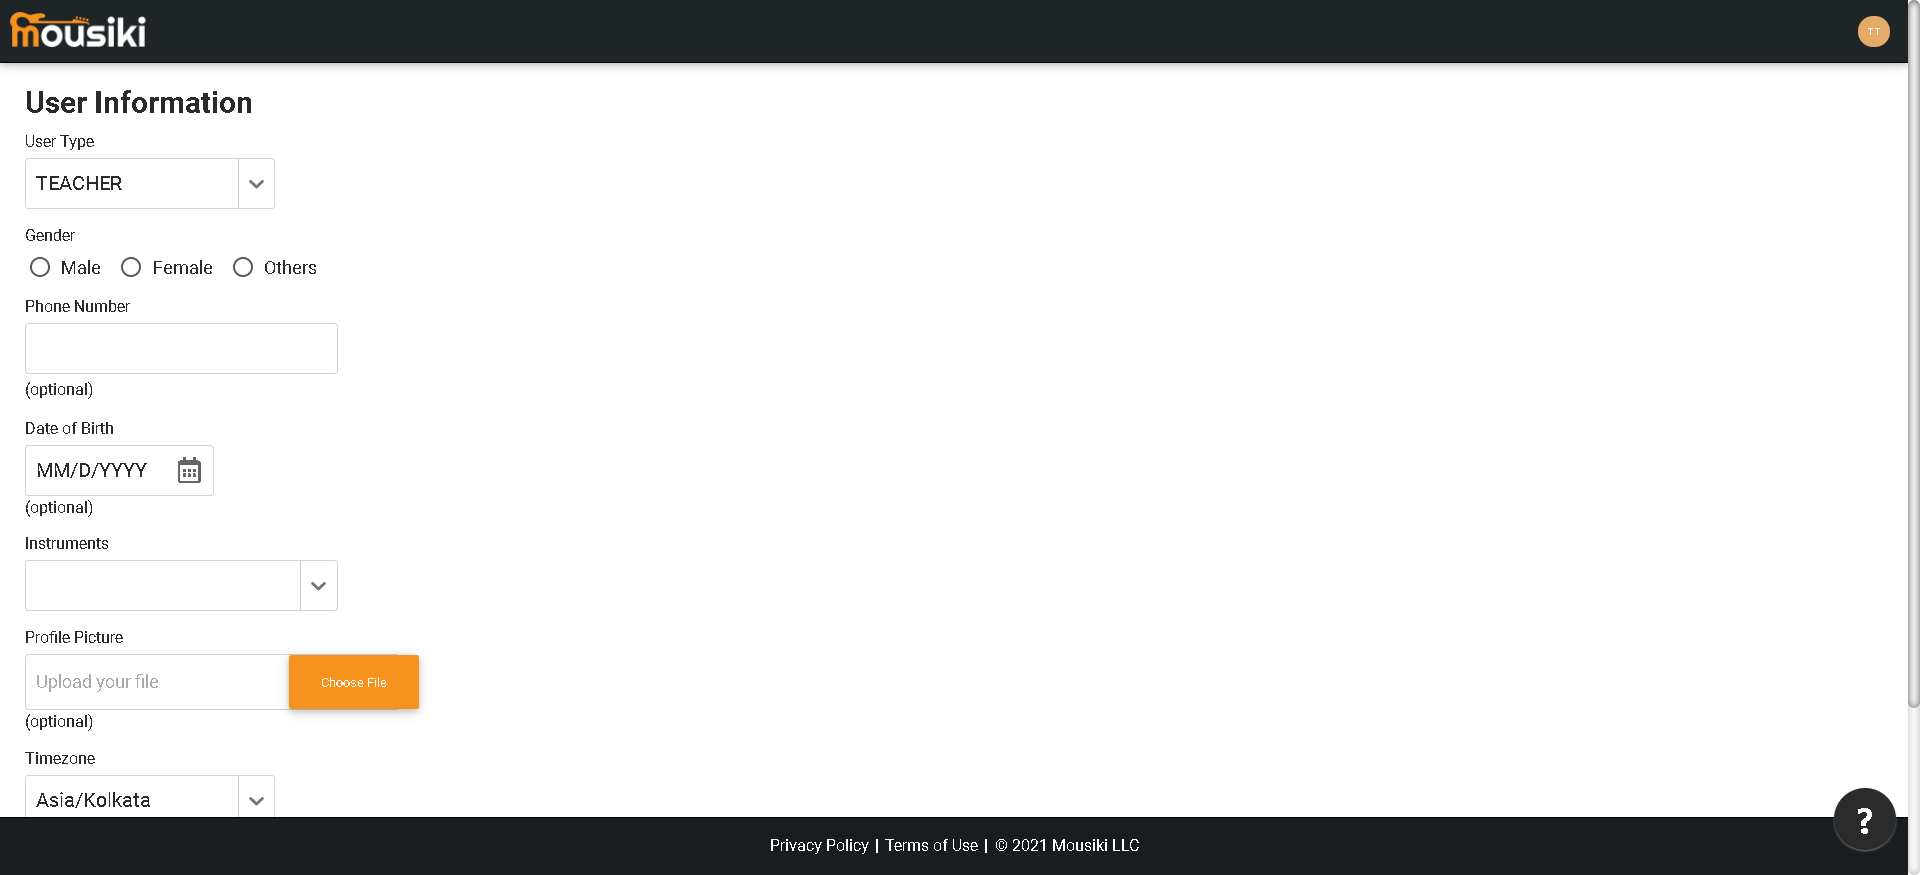 mousiki
TT
User Information
User Type
TEACHER
Gender
Male Female Others
Phone Number
(optional)
Date of Birth
MM/D/YYYY
(optional)
Instruments
Profile Picture
Upload your file Choose File
(optional)
Timezone
Asia/Kolkata
?
Privacy Policy | Terms of Use | © 2021 Mousiki LLC